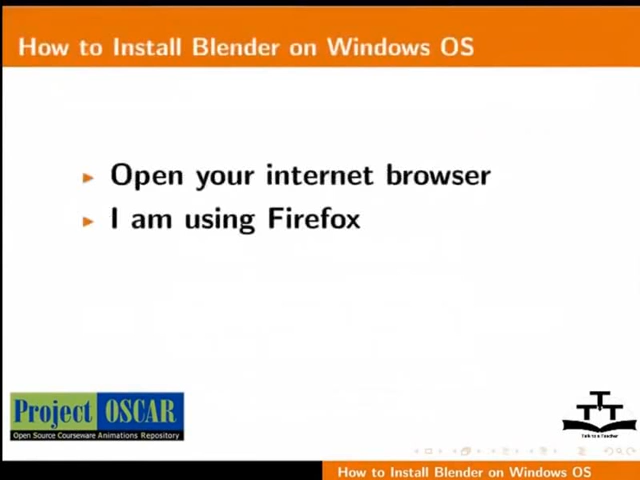 How to Install Blender on Windows OS
Open your internet browser
I am using Firefox
Project OSCAR
Open Source Courseware Animations Repository
TTT
Talk to a Teacher
How to Install Blender on Windows OS